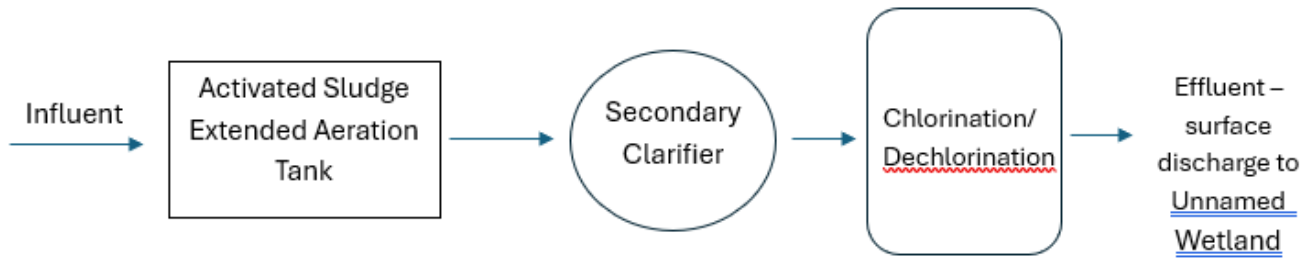 Influent
Activated Sludge
Extended Aeration
Tank
Secondary
Clarifier
Chlorination/
Dechlorination
Effluent –
surface
discharge to
Unnamed
Wetland